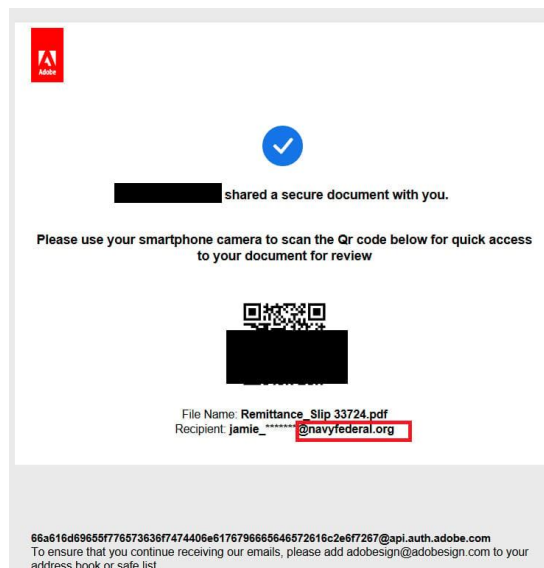 Adobe
shared a secure document with you.
Please use your smartphone camera to scan the Qr code below for quick access
to your document for review
File Name: Remittance_Slip 33724.pdf
Recipient: jamie_*******@navyfederal.org
66a616d69655f776573636f7474406e6176796665646572616c2e6f7267@api.auth.adobe.com
To ensure that you continue receiving our emails, please add adobesign@adobesign.com to your
address book or safe list